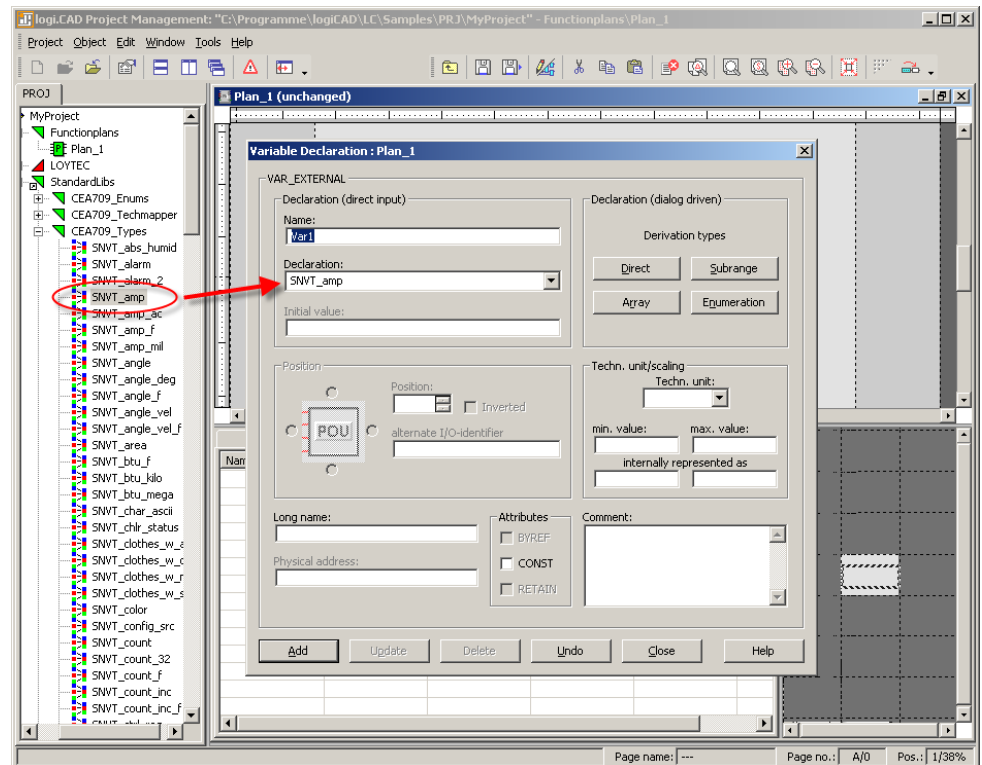 logi.CAD Project Management: "C:\Programme\logiCAD\LC\Samples\PRJ\MyProject" - Functionplans\Plan_1
Project Object Edit Window Tools Help
PROJ
MyProject
Functionplans
Plan_1
LOYTEC
StandardLibs
CEA709_Enums
CEA709_Techmapper
CEA709_Types
SNVT_abs_humid
SNVT_alarm
SNVT_alarm_2
SNVT_amp
SNVT_amp_ac
SNVT_amp_f
SNVT_amp_mil
SNVT_angle
SNVT_angle_deg
SNVT_angle_f
SNVT_angle_vel
SNVT_angle_vel_f
SNVT_area
SNVT_btu_f
SNVT_btu_kilo
SNVT_btu_mega
SNVT_char_ascii
SNVT_chlr_status
SNVT_clothes_w_a
SNVT_clothes_w_c
SNVT_clothes_w_r
SNVT_clothes_w_s
SNVT_color
SNVT_config_src
SNVT_count
SNVT_count_32
SNVT_count_f
SNVT_count_inc
SNVT_count_inc_f
Plan_1 (unchanged)
Nam
Variable Declaration : Plan_1
VAR_EXTERNAL
Declaration (direct input)
Name:
Var1
Declaration:
SNVT_amp
Initial value:
Declaration (dialog driven)
Derivation types
Direct Subrange
Array Enumeration
Position
POU
Position:
Inverted
alternate I/O-identifier
Techn. unit/scaling
Techn. unit:
min. value: max. value:
internally represented as
Long name:
Physical address:
Attributes
BYREF
CONST
RETAIN
Comment:
Add Update Delete Undo Close Help
Page name: --- Page no.: A/0 Pos.: 1/38%